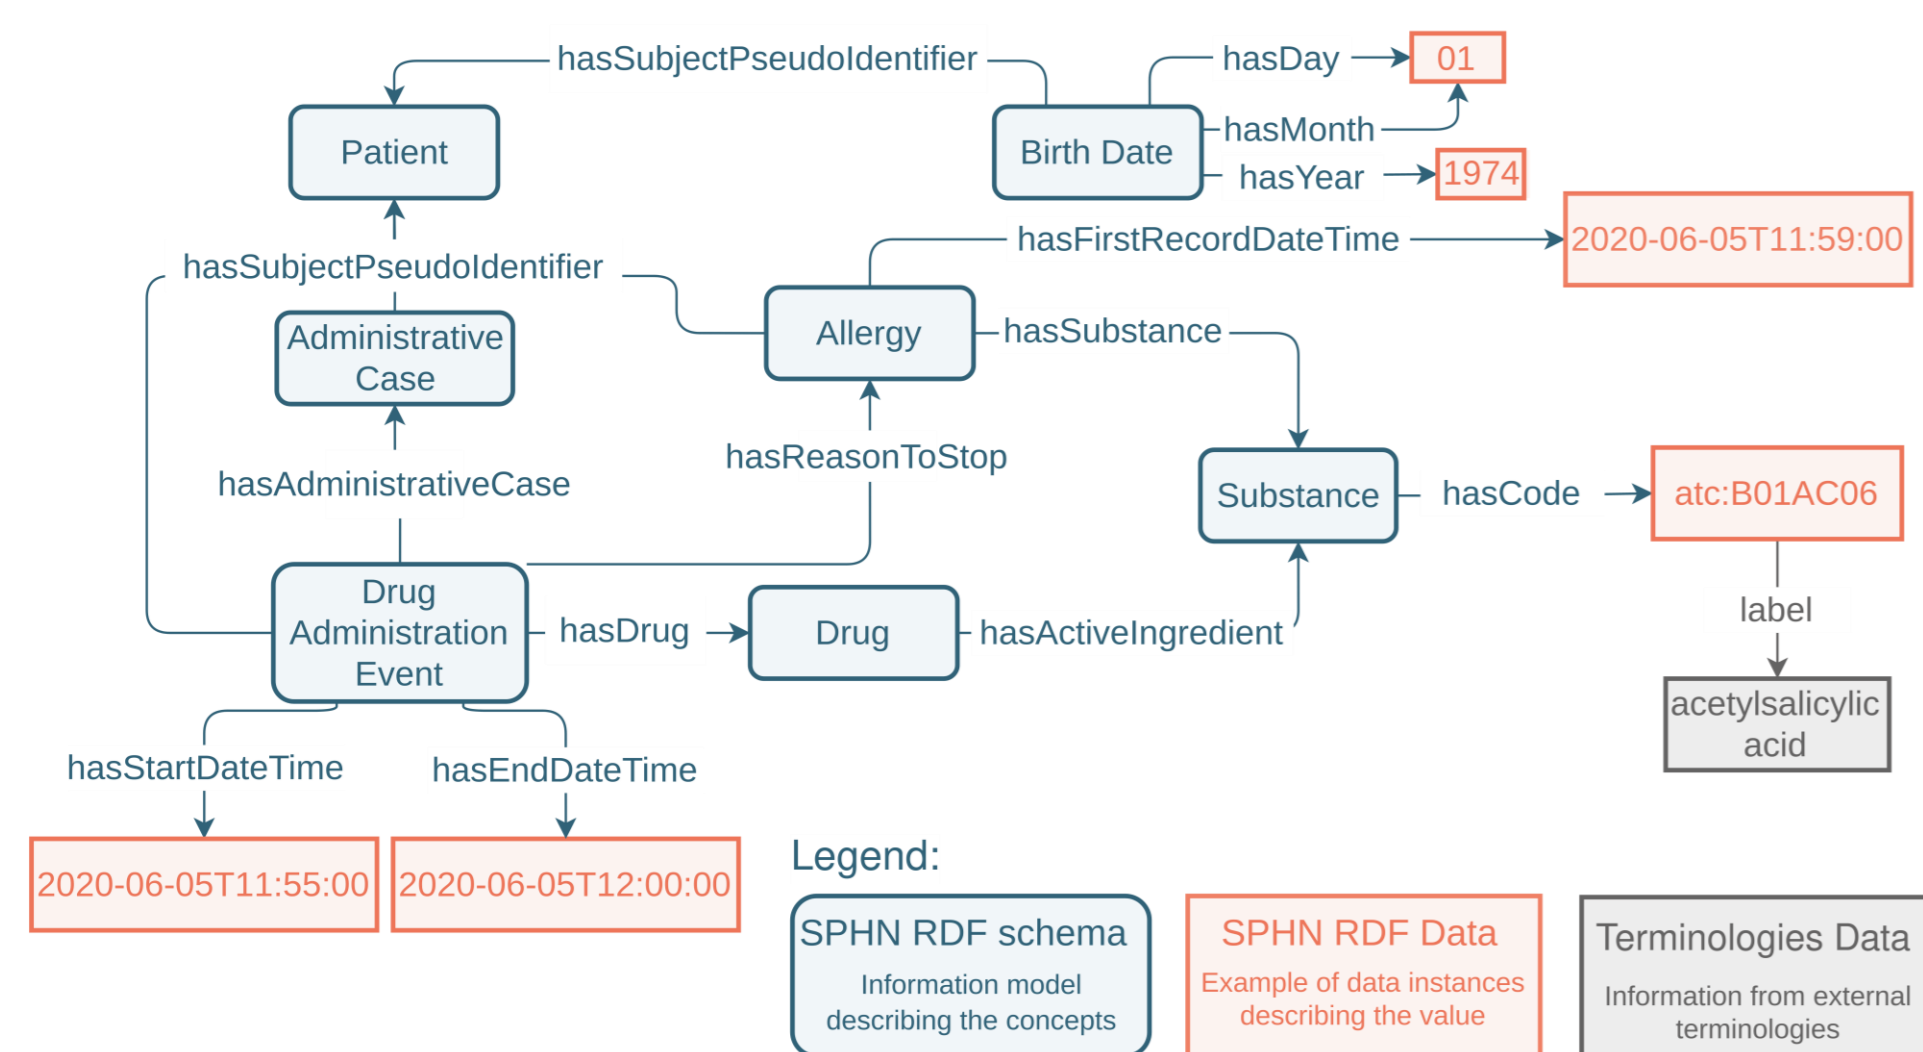 hasSubjectPseudoIdentifier
hasDay
01
Patient
Birth Date
hasMonth
hasYear
1974
hasSubjectPseudoIdentifier
hasFirstRecordDateTime
2020-06-05T11:59:00
Administrative
Case
Allergy
hasSubstance
hasAdministrativeCase
hasReasonToStop
Substance
hasCode
atc:B01AC06
Drug
Administration
Event
hasDrug
Drug
hasActiveIngredient
label
acetylsalicylic
acid
hasStartDateTime
hasEndDateTime
2020-06-05T11:55:00
2020-06-05T12:00:00
Legend:
SPHN RDF schema
Information model
describing the concepts
SPHN RDF Data
Example of data instances
describing the value
Terminologies Data
Information from external
terminologies